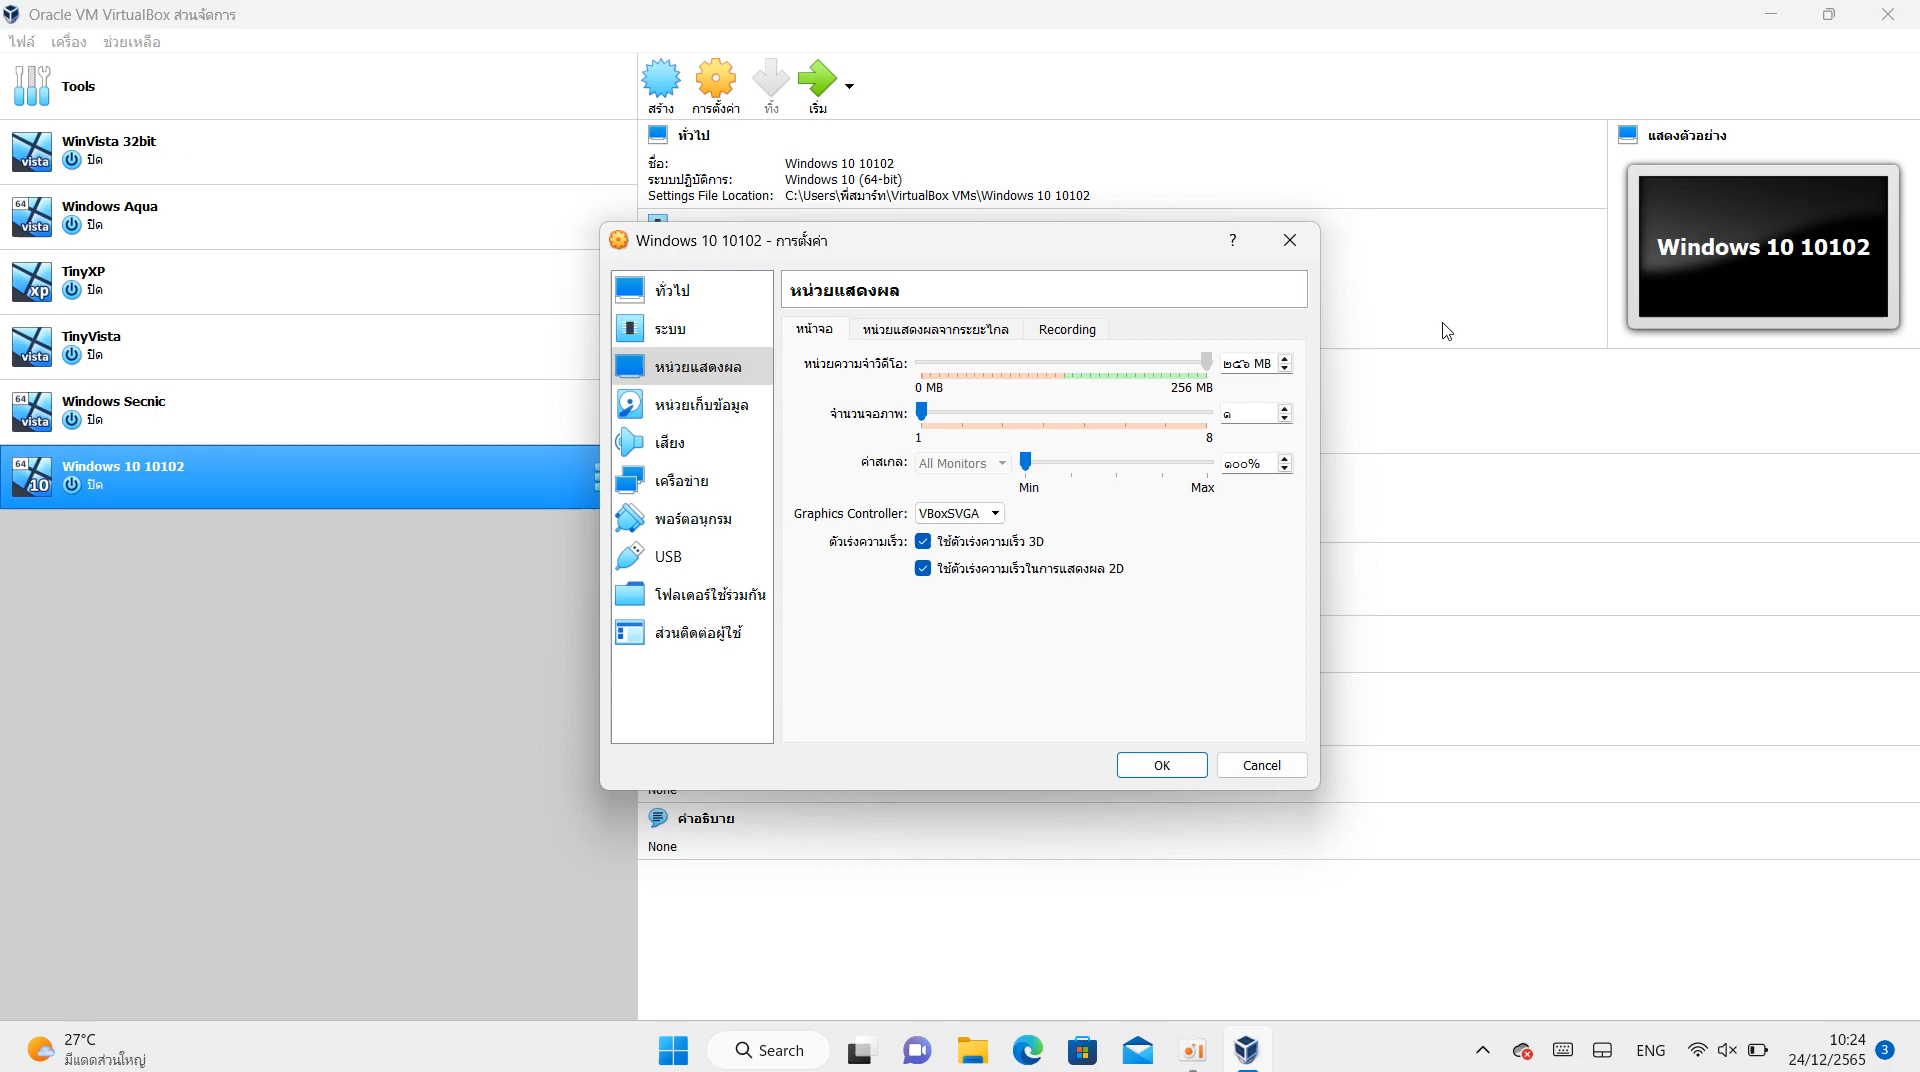 Oracle VM VirtualBox ส่วนจัดการ
ไฟล์ เครื่อง ช่วยเหลือ
Tools
สร้าง การตั้งค่า ทิ้ง เริ่ม
WinVista 32bit
ปิด
Windows Aqua
ปิด
TinyXP
ปิด
TinyVista
ปิด
Windows Secnic
ปิด
Windows 10 10102
ปิด
ทั่วไป
ชื่อ: Windows 10 10102
ระบบปฏิบัติการ: Windows 10 (64-bit)
Settings File Location: C:\Users\พี่สมาร์ท\VirtualBox VMs\Windows 10 10102
แสดงตัวอย่าง
Windows 10 10102
Windows 10 10102 - การตั้งค่า
ทั่วไป
ระบบ
หน่วยแสดงผล
หน่วยเก็บข้อมูล
เสียง
เครือข่าย
พอร์ตอนุกรม
USB
โฟลเดอร์ใช้ร่วมกัน
ส่วนติดต่อผู้ใช้
หน่วยแสดงผล
หน้าจอ หน่วยแสดงผลจากระยะไกล Recording
หน่วยความจำวิดีโอ: ๒๕๖ MB
0 MB 256 MB
จำนวนจอภาพ: ๑
1 8
ค่าสเกล: All Monitors ๑๐๐%
Min Max
Graphics Controller: VBoxSVGA
ตัวเร่งความเร็ว: ใช้ตัวเร่งความเร็ว 3D
ใช้ตัวเร่งความเร็วในการแสดงผล 2D
OK Cancel
None
คำอธิบาย
None
27°C
มีแดดส่วนใหญ่
Search
ENG
10:24
24/12/2565
3
vista
64 vista
xp
vista
64 vista
64 10